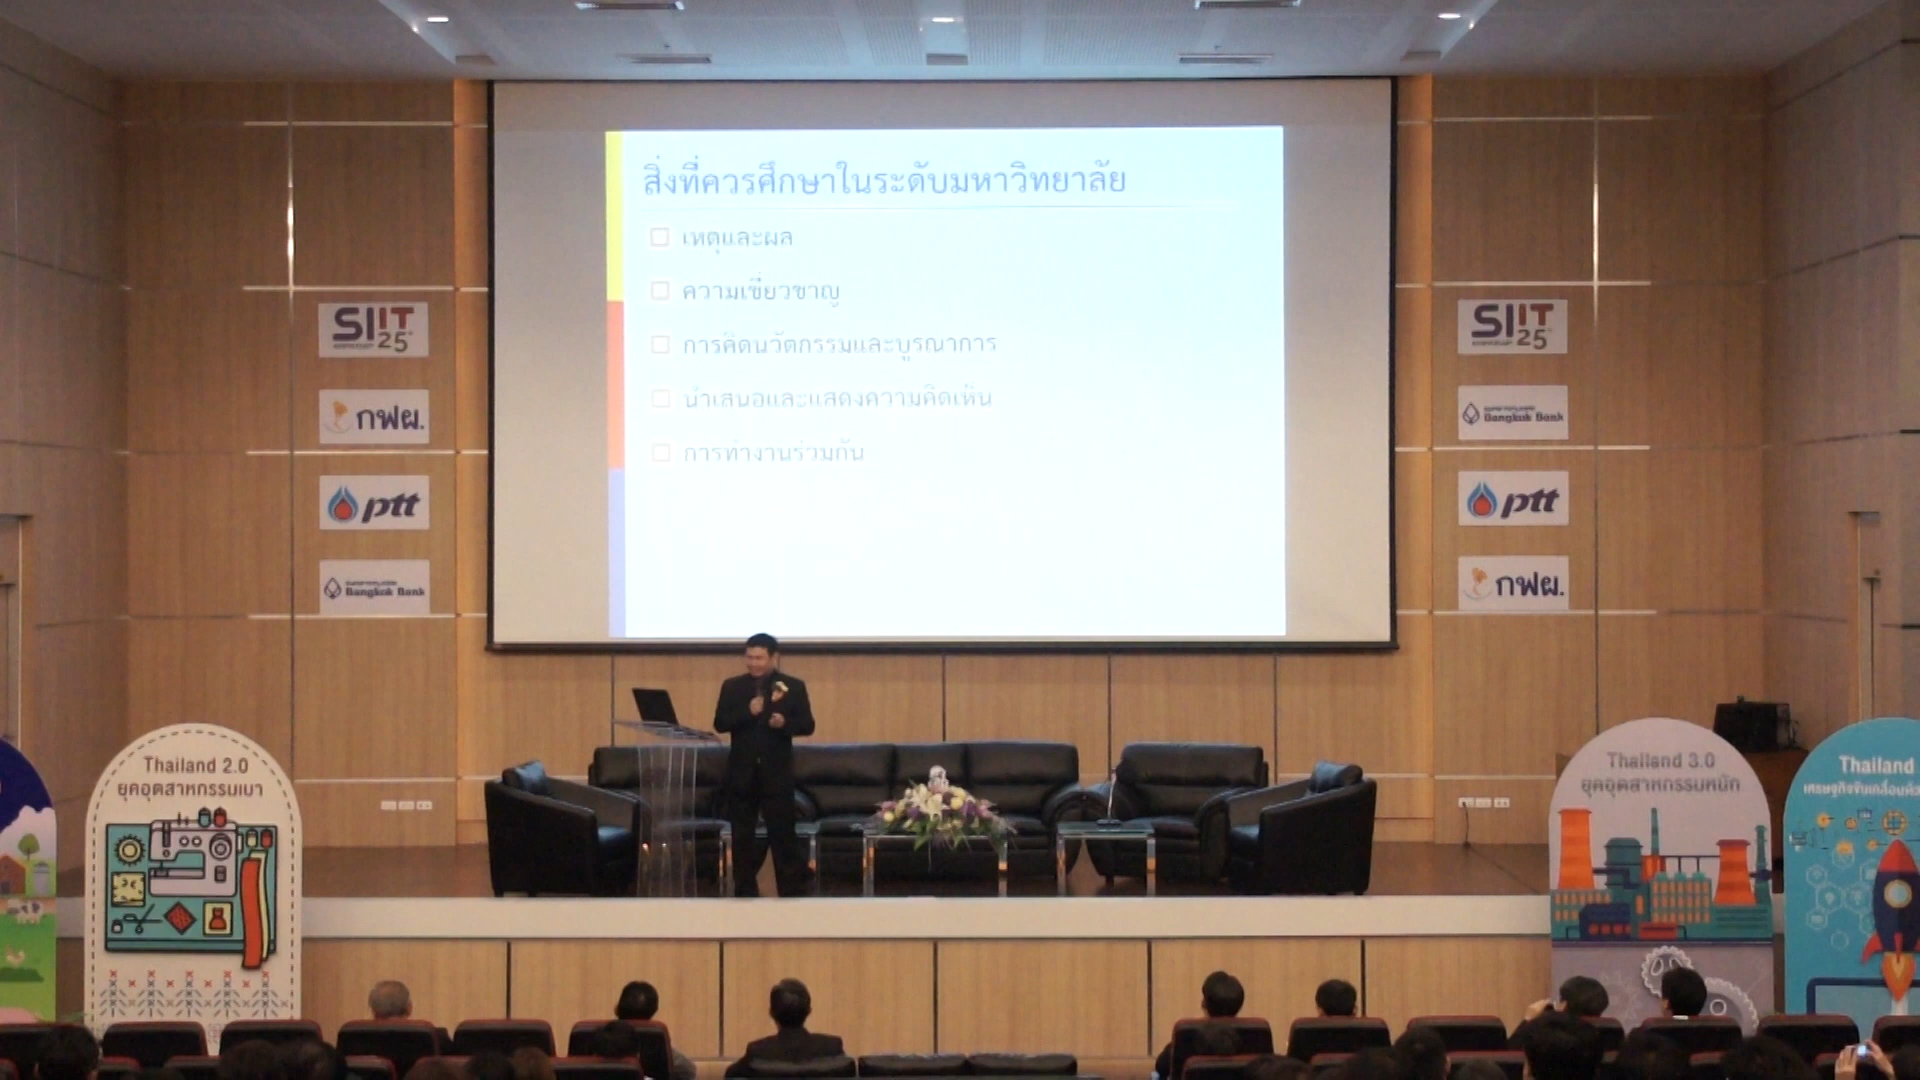 สิ่งที่ควรศึกษาในระดับมหาวิทยาลัย
เหตุและผล
ความเชี่ยวชาญ
การคิดนวัตกรรมและบูรณาการ
นำเสนอและแสดงความคิดเห็น
การทำงานร่วมกัน
SIIT
25
กฟผ.
ptt
Bangkok Bank
SIIT
25
Bangkok Bank
ptt
กฟผ.
Thailand 2.0
ยุคอุตสาหกรรมเบา
Thailand 3.0
ยุคอุตสาหกรรมหนัก
Thailand